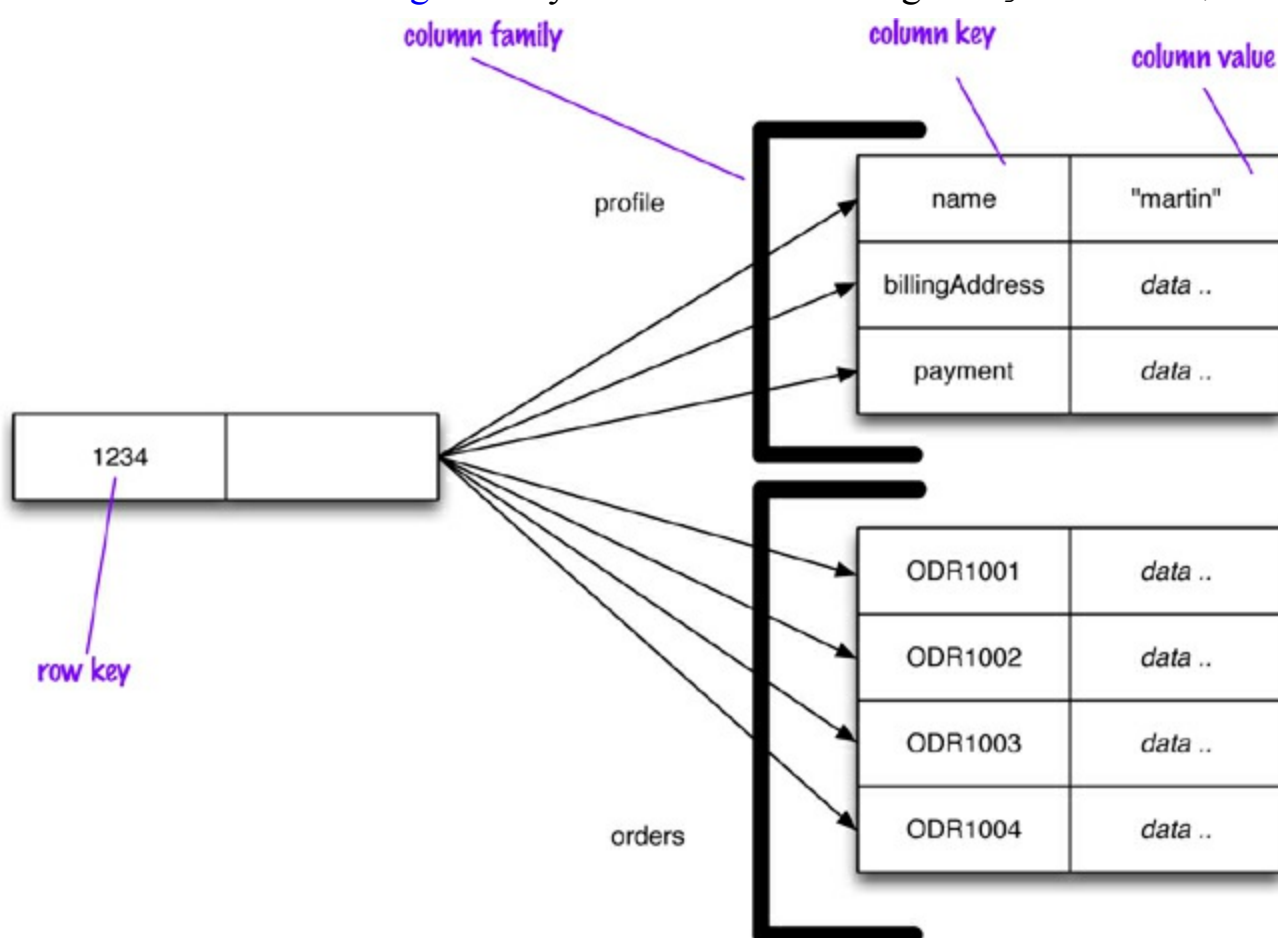 column family
column key
column value
profile
name
"martin"
billingAddress
data ..
payment
data ..
1234
row key
ODR1001
data ..
ODR1002
data ..
ODR1003
data ..
ODR1004
data ..
orders